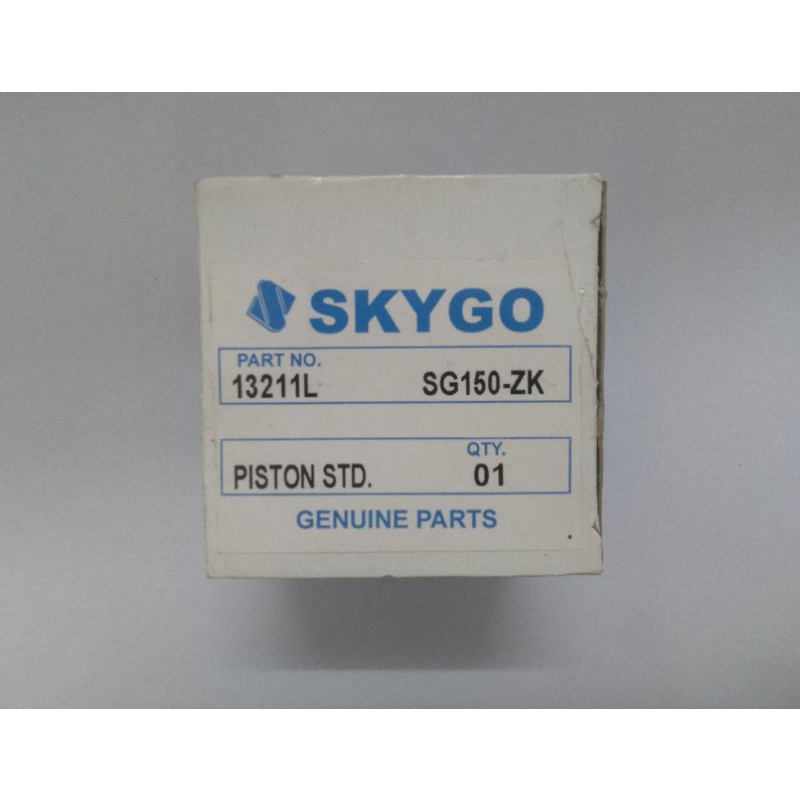 SKYGO
PART NO.
13211L SG150-ZK
QTY.
PISTON STD. 01
GENUINE PARTS